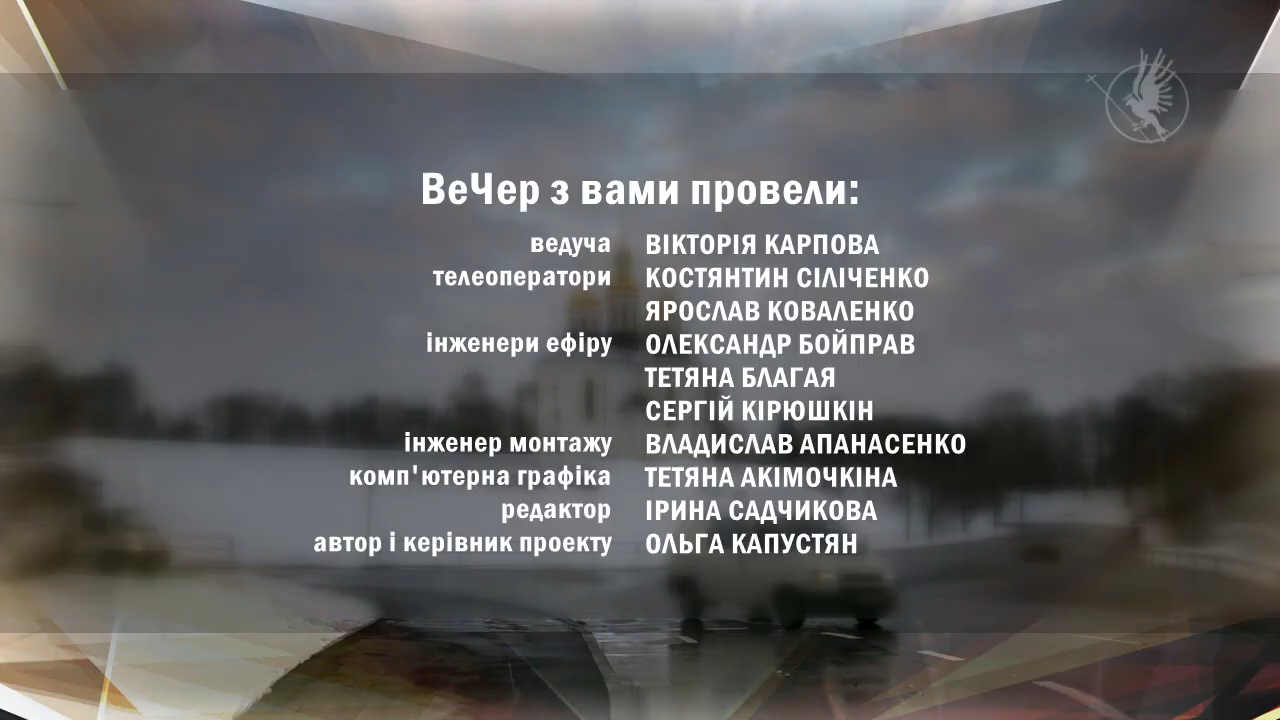 ВеЧер з вами провели:
ведуча ВІКТОРІЯ КАРПОВА
телеоператори КОСТЯНТИН СІЛІЧЕНКО
ЯРОСЛАВ КОВАЛЕНКО
інженери ефіру ОЛЕКСАНДР БОЙПРАВ
ТЕТЯНА БЛАГАЯ
СЕРГІЙ КІРЮШКІН
інженер монтажу ВЛАДИСЛАВ АПАНАСЕНКО
комп'ютерна графіка ТЕТЯНА АКІМОЧКІНА
редактор ІРИНА САДЧИКОВА
автор і керівник проекту ОЛЬГА КАПУСТЯН